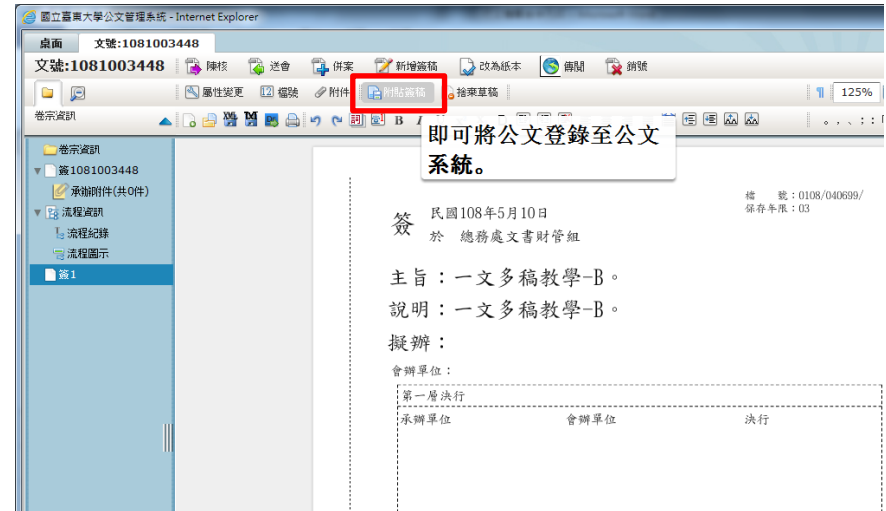 國立臺東大學公文管理系統 - Internet Explorer
桌面 文號:1081003448
文號:1081003448 陳核 送會 併案 新增簽稿 改為紙本 傳閱 銷號
屬性變更 檔號 附件 附貼簽稿 捨棄草稿 125%
卷宗資訊
B
即可將公文登錄至公文
系統。
卷宗資訊
簽1081003448
承辦附件(共0件)
流程資訊
流程紀錄
流程圖示
簽1
檔 號：0108/040699/
保存年限：03
簽 民國108年5月10日
於 總務處文書財管組
主旨：一文多稿教學-B。
說明：一文多稿教學-B。
擬辦：
會辦單位：
第一層決行
承辦單位 會辦單位 決行